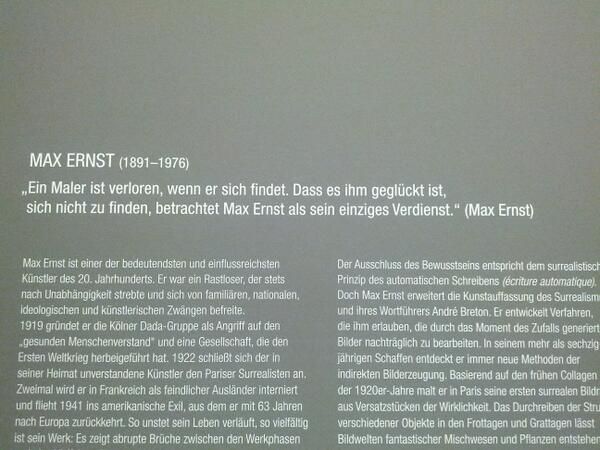 MAX ERNST (1891–1976)
„Ein Maler ist verloren, wenn er sich findet. Dass es ihm geglückt ist,
sich nicht zu finden, betrachtet Max Ernst als sein einziges Verdienst.“ (Max Ernst)
Max Ernst ist einer der bedeutendsten und einflussreichsten
Künstler des 20. Jahrhunderts. Er war ein Rastloser, der stets
nach Unabhängigkeit strebte und sich von familiären, nationalen,
ideologischen und künstlerischen Zwängen befreite.
1919 gründet er die Kölner Dada-Gruppe als Angriff auf den
„gesunden Menschenverstand" und eine Gesellschaft, die den
Ersten Weltkrieg herbeigeführt hat. 1922 schließt sich der in
seiner Heimat unverstandene Künstler den Pariser Surrealisten an.
Zweimal wird er in Frankreich als feindlicher Ausländer interniert
und flieht 1941 ins amerikanische Exil, aus dem er mit 63 Jahren
nach Europa zurückkehrt. So unstet sein Leben verläuft, so vielfältig
ist sein Werk: Es zeigt abrupte Brüche zwischen den Werkphasen
Der Ausschluss des Bewusstseins entspricht dem surrealistisch
Prinzip des automatischen Schreibens (écriture automatique).
Doch Max Ernst erweitert die Kunstauffassung des Surrealism
und ihres Wortführers André Breton. Er entwickelt Verfahren,
die ihm erlauben, die durch das Moment des Zufalls generiert
Bilder nachträglich zu bearbeiten. In seinem mehr als sechzig
jährigen Schaffen entdeckt er immer neue Methoden der
indirekten Bilderzeugung. Basierend auf den frühen Collagen
der 1920er-Jahre malt er in Paris seine ersten surrealen Bildr
aus Versatzstücken der Wirklichkeit. Das Durchreiben der Stru
verschiedener Objekte in den Frottagen und Grattagen lässt
Bildwelten fantastischer Mischwesen und Pflanzen entstehen